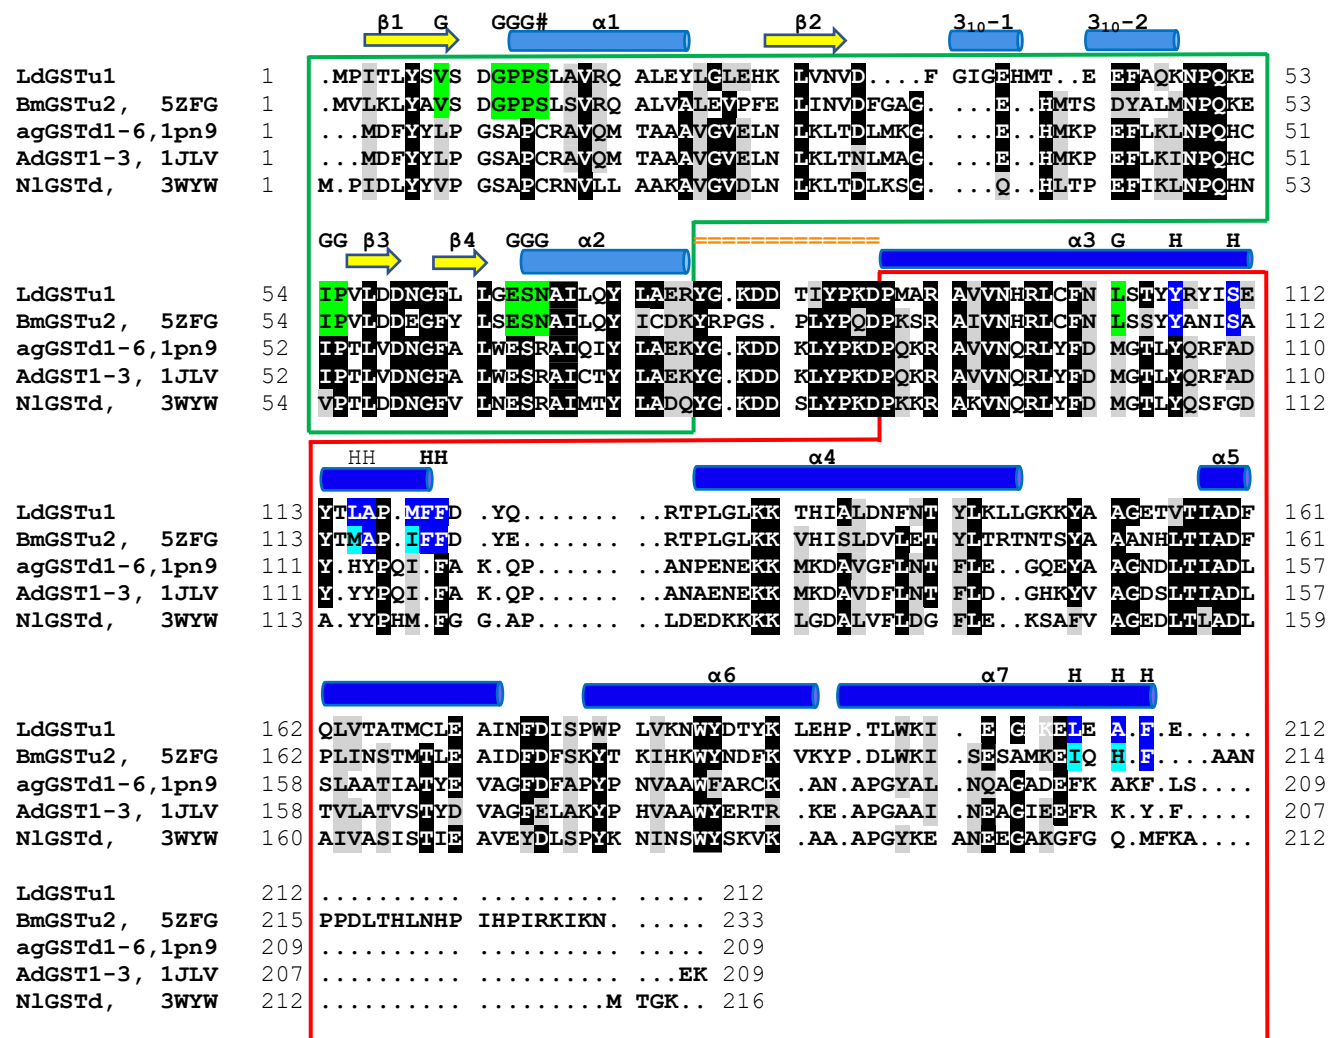 β1 G GGG# α1 β2 3₁₀-1 3₁₀-2
LdGSTu1 1 .MPITLYSVS DGPPSLAVRQ ALEYLGLEHK LVNVD....F GIGEHMT..E EFAQKNPQKE 53
BmGSTu2, 5ZFG 1 .MVLKLYAVS DGPPSLSVRQ ALVALEVPFE LINVDFGAG. ...E..HMTS DYALMNPQKE 53
agGSTd1-6,1pn9 1 ...MDFYYLP GSAPCRAVQM TAAAVGVELN LKLTDLMKG. ...E..HMKP EFLKLNPQHC 51
AdGST1-3, 1JLV 1 ...MDFYYLP GSAPCRAVQM TAAAVGVELN LKLTNLMAG. ...E..HMKP EFLKINPQHC 51
NlGSTd, 3WYW 1 M.PIDLYYVP GSAPCRNVLL AAKAVGVDLN LKLTDLKSG. ...Q..HLTP EFIKLNPQHN 53
GG β3 β4 GGG α2 ============= α3 G H H
LdGSTu1 54 IPVLDDNGFL LGESNAILQY LAERYG.KDD TIYPKDPMAR AVVNHRLCFN LSTYYRYISE 112
BmGSTu2, 5ZFG 54 IPVLDDEGFY LSESNAILQY ICDKYRPGS. PLYPQDPKSR AIVNHRLCFN LSSYYANISA 112
agGSTd1-6,1pn9 52 IPTLVDNGFA LWESRAIQIY LAEKYG.KDD KLYPKDPQKR AVVNQRLYFD MGTLYQRFAD 110
AdGST1-3, 1JLV 52 IPTLVDNGFA LWESRAICTY LAEKYG.KDD KLYPKDPQKR AVVNQRLYFD MGTLYQRFAD 110
NlGSTd, 3WYW 54 VPTLDDNGFV LNESRAIMTY LADQYG.KDD SLYPKDPKKR AKVNQRLYFD MGTLYQSFGD 112
HH HH α4 α5
LdGSTu1 113 YTLAP.MFFD .YQ....... ...RTPLGLKK THIALDNFNT YLKLLGKKYA AGETVTIADF 161
BmGSTu2, 5ZFG 113 YTMAP.IFFD .YE....... ...RTPLGLKK VHISLDVLET YLTRTNTSYA AANHLTIADF 161
agGSTd1-6,1pn9 111 Y.HYPQI.FA K.QP...... ...ANPENEKK MKDAVGFLNT FLE..GQEYA AGNDLTIADL 157
AdGST1-3, 1JLV 111 Y.YYPQI.FA K.QP...... ...ANAENEKK MKDAVDFLNT FLD..GHKYV AGDSLTIADL 157
NlGSTd, 3WYW 113 A.YYPHM.FG G.AP...... ...LDEDKKKK LGDALVFLDG FLE..KSAFV AGEDLTLADL 159
α6 α7 H H H
LdGSTu1 162 QLVTATMCLE AINFDISPWP LVKNWYDTYK LEHP.TLWKI .E G KELE A.F.E..... 212
BmGSTu2, 5ZFG 162 PLINSTMTLE AIDFDFSKYT KIHKWYNDFK VKYP.DLWKI .SESAMKEIQ H.F....AAN 214
agGSTd1-6,1pn9 158 SLAATIATYE VAGFDFAPYP NVAAWFARCK .AN.APGYAL .NQAGADEFK AKF.LS.... 209
AdGST1-3, 1JLV 158 TVLATVSTYD VAGFELAKYP HVAAWYERTR .KE.APGAAI .NEAGIEEFR K.Y.F..... 207
NlGSTd, 3WYW 160 AIVASISTIE AVEYDLSPYK NINSWYSKVK .AA.APGYKE ANEEGAKGFG Q.MFKA.... 212
LdGSTu1 212 .......... .......... ...... 212
BmGSTu2, 5ZFG 215 PPDLTHLNHP IHPIRKIKN. ...... 233
agGSTd1-6,1pn9 209 .......... .......... ...... 209
AdGST1-3, 1JLV 207 .......... .......... ....EK 209
NlGSTd, 3WYW 212 .......... .........M TGK.. 216